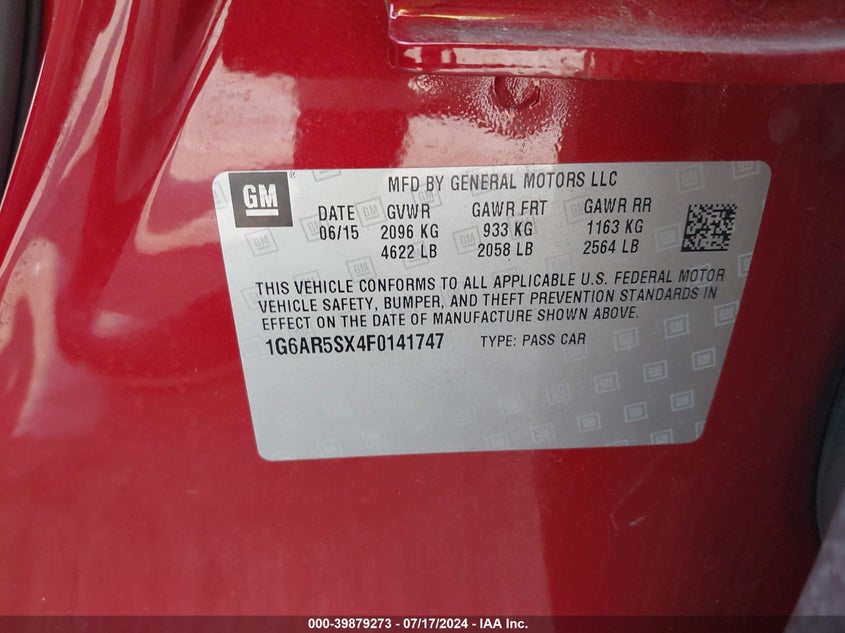 GM
MFD BY GENERAL MOTORS LLC
DATE GVWR GAWR FRT GAWR RR
06/15 2096 KG 933 KG 1163 KG
4622 LB 2058 LB 2564 LB
THIS VEHICLE CONFORMS TO ALL APPLICABLE U.S. FEDERAL MOTOR
VEHICLE SAFETY, BUMPER, AND THEFT PREVENTION STANDARDS IN
EFFECT ON THE DATE OF MANUFACTURE SHOWN ABOVE.
1G6AR5SX4F0141747 TYPE: PASS CAR
000-39879273 - 07/17/2024 - IAA Inc.